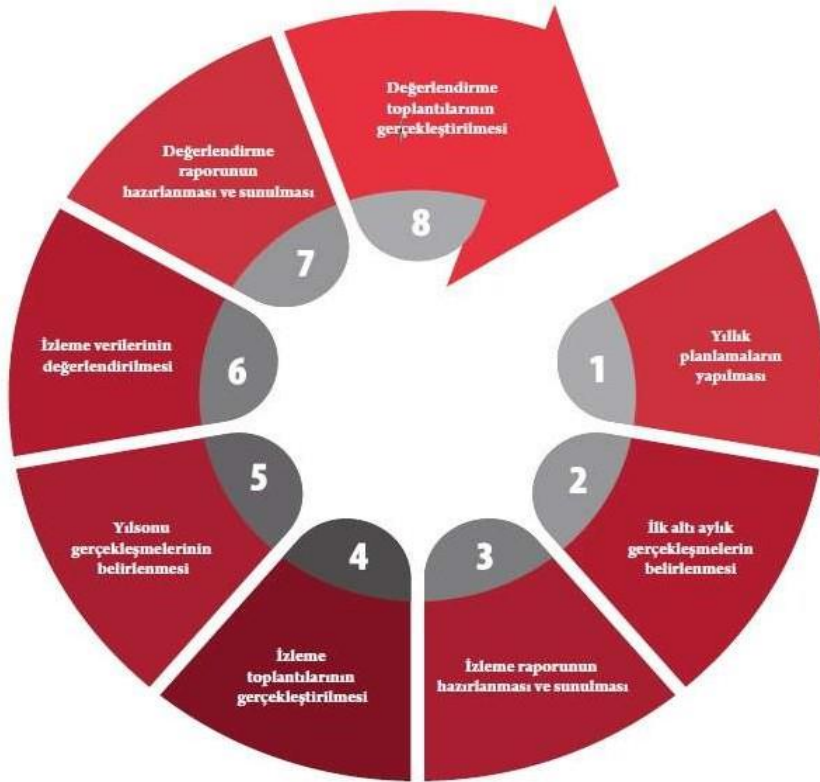 1
Yıllık
planlamaların
yapılması
2
İlk altı aylık
gerçekleşmelerin
belirlenmesi
3
İzleme raporunun
hazırlanması ve sunulması
4
İzleme
toplantılarının
gerçekleştirilmesi
5
Yılsonu
gerçekleşmelerinin
belirlenmesi
6
İzleme verilerinin
değerlendirilmesi
7
Değerlendirme
raporunun
hazırlanması ve sunulması
8
Değerlendirme
toplantılarının
gerçekleştirilmesi